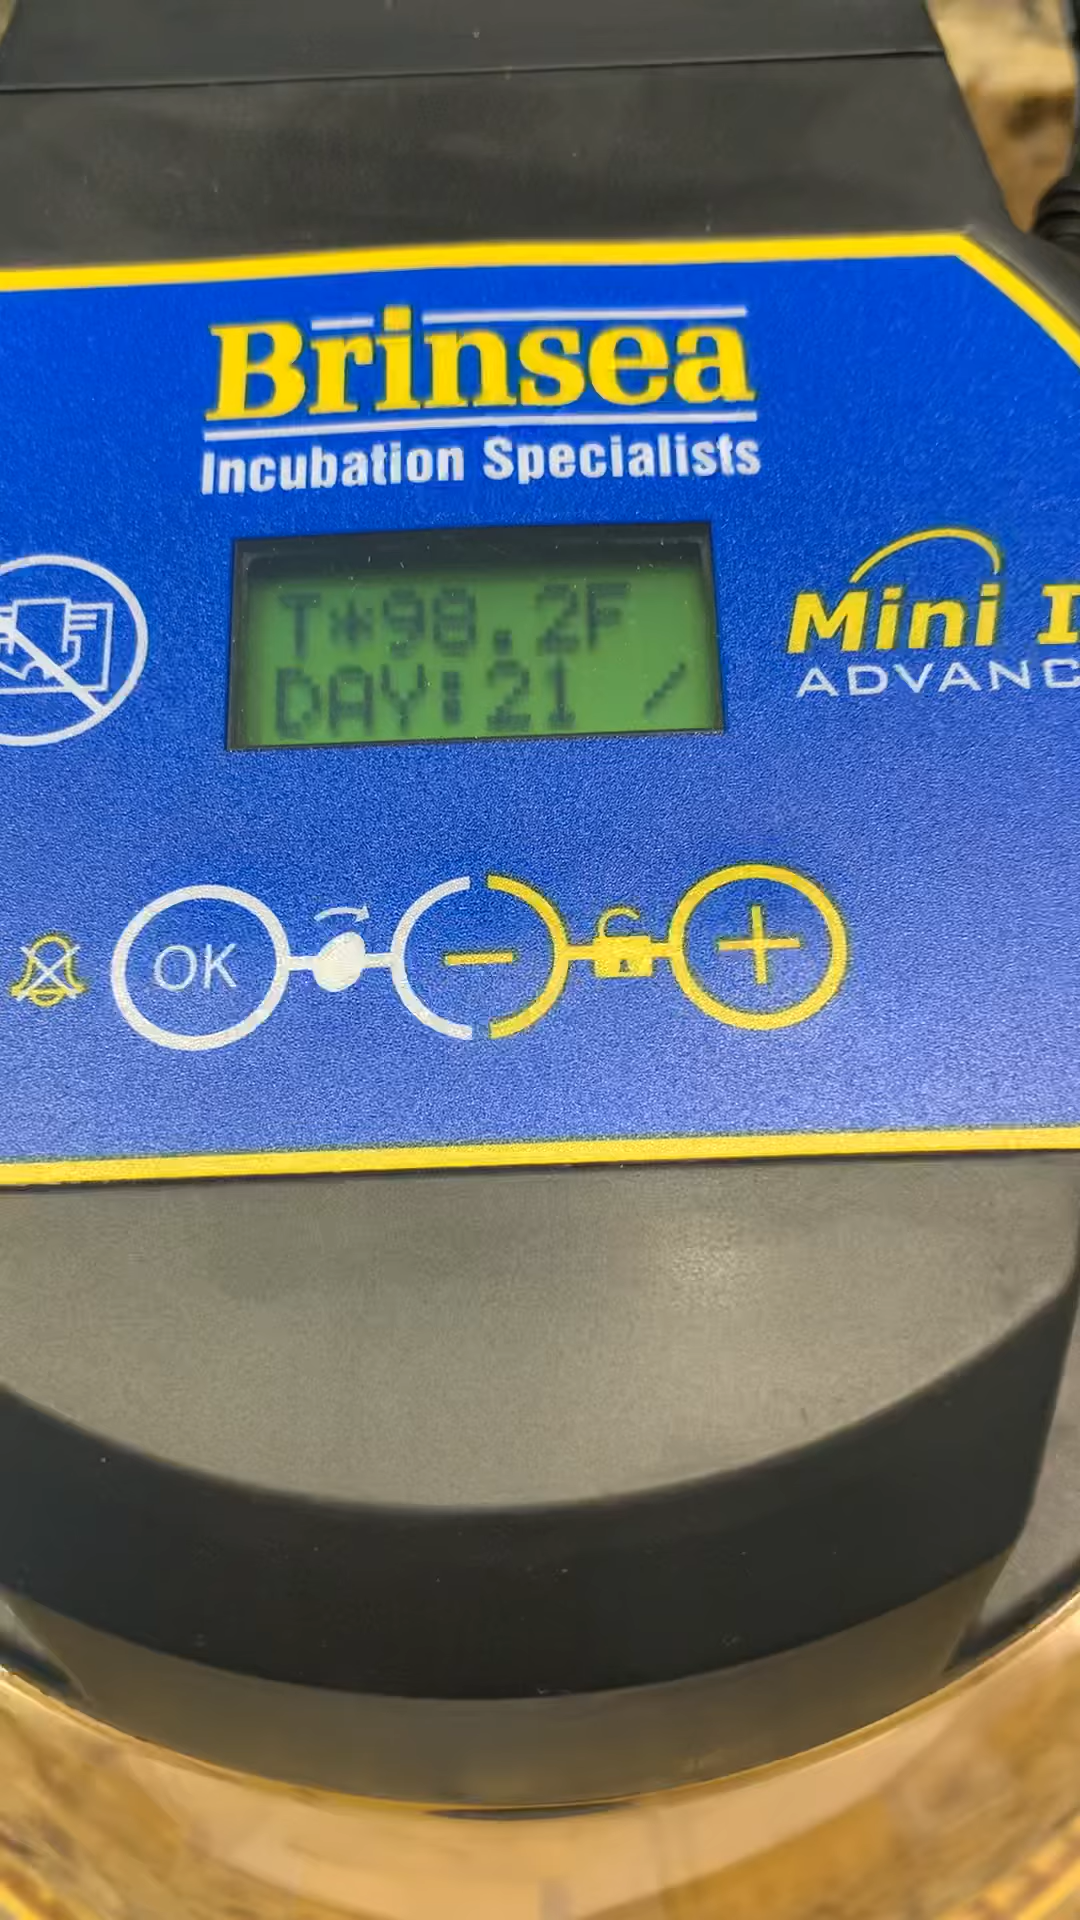 Brinsea
Incubation Specialists
T*98.2F
DAY:21 /
Mini
ADVANC
OK
-
+